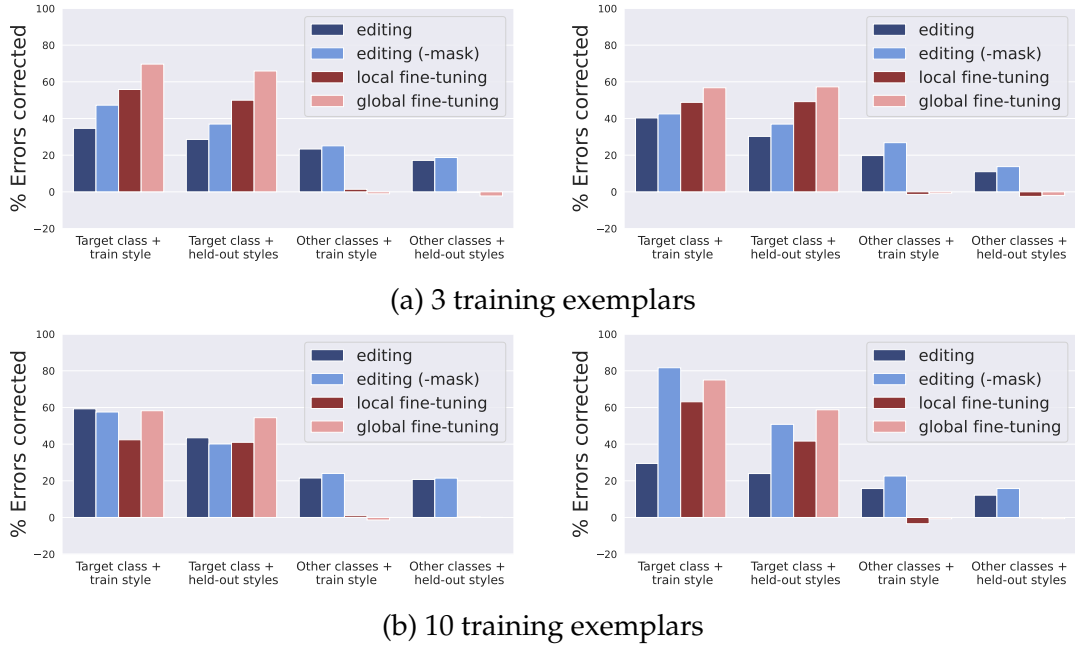 100
80
60
40
20
0
−20
% Errors corrected
editing
editing (-mask)
local fine-tuning
global fine-tuning
Target class +
train style
Target class +
held-out styles
Other classes +
train style
Other classes +
held-out styles
100
80
60
40
20
0
−20
% Errors corrected
editing
editing (-mask)
local fine-tuning
global fine-tuning
Target class +
train style
Target class +
held-out styles
Other classes +
train style
Other classes +
held-out styles
(a) 3 training exemplars
100
80
60
40
20
0
−20
% Errors corrected
editing
editing (-mask)
local fine-tuning
global fine-tuning
Target class +
train style
Target class +
held-out styles
Other classes +
train style
Other classes +
held-out styles
100
80
60
40
20
0
−20
% Errors corrected
editing
editing (-mask)
local fine-tuning
global fine-tuning
Target class +
train style
Target class +
held-out styles
Other classes +
train style
Other classes +
held-out styles
(b) 10 training exemplars